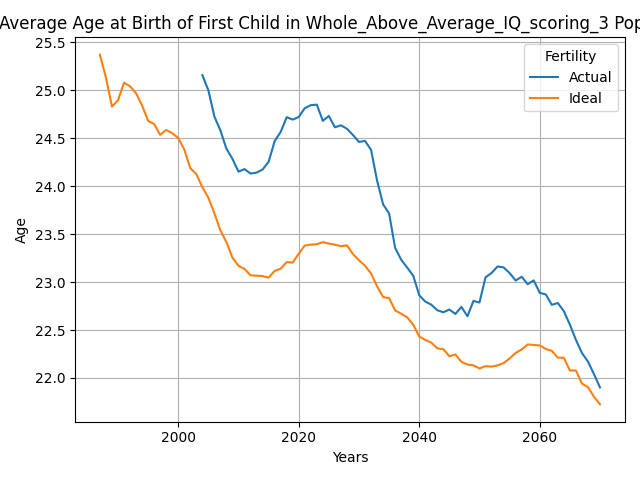 Average Age at Birth of First Child in Whole_Above_Average_IQ_scoring_3 Pop
Fertility
Actual
Ideal
25.5
25.0
24.5
24.0
23.5
23.0
22.5
22.0
Age
2000 2020 2040 2060
Years